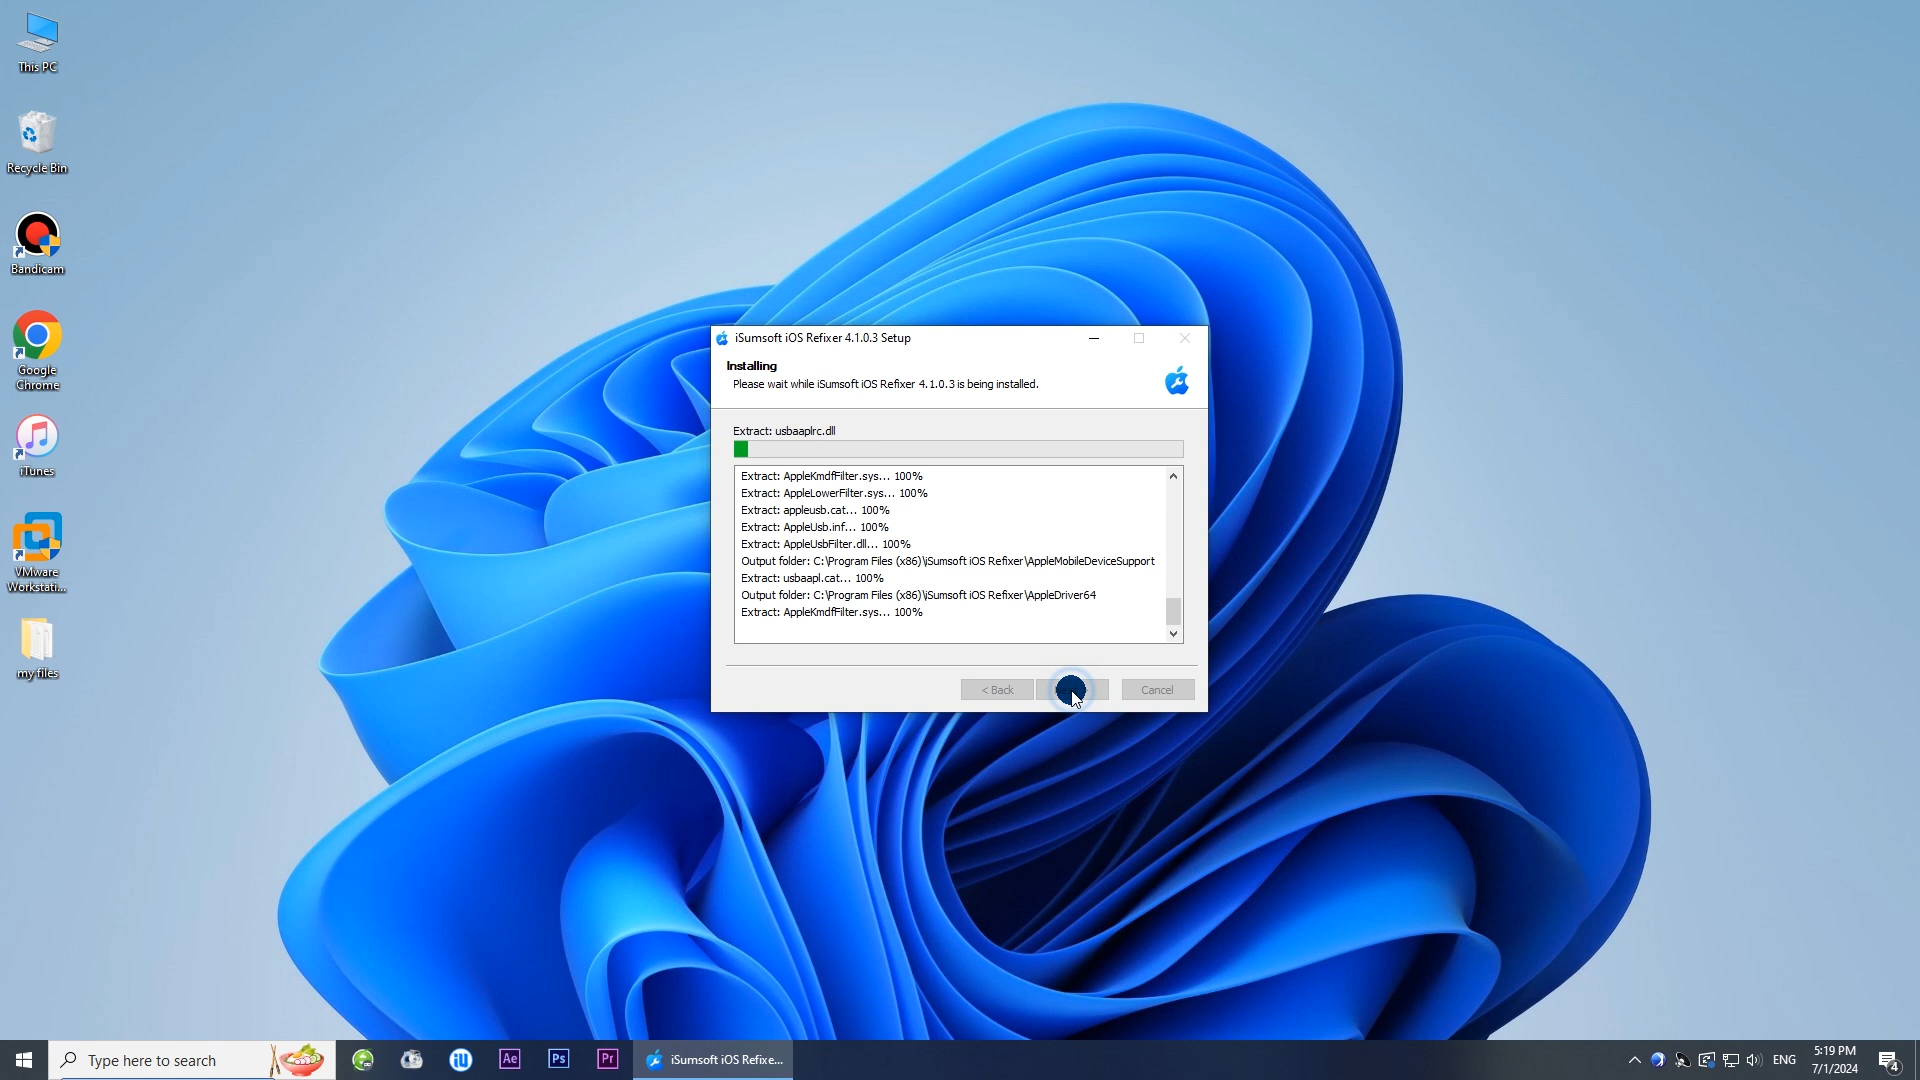 This PC
Recycle Bin
Bandicam
Google
Chrome
iTunes
VMware
Workstati...
my files
iSumsoft iOS Refixer 4.1.0.3 Setup
Installing
Please wait while iSumsoft iOS Refixer 4.1.0.3 is being installed.
Extract: usbaaplrc.dll
Extract: AppleKmdfFilter.sys... 100%
Extract: AppleLowerFilter.sys... 100%
Extract: appleusb.cat... 100%
Extract: AppleUsb.inf... 100%
Extract: AppleUsbFilter.dll... 100%
Output folder: C:\Program Files (x86)\iSumsoft iOS Refixer\AppleMobileDeviceSupport
Extract: usbaapl.cat... 100%
Output folder: C:\Program Files (x86)\iSumsoft iOS Refixer\AppleDriver64
Extract: AppleKmdfFilter.sys... 100%
< Back
Cancel
Type here to search
iU
Ae
Ps
Pr
iSumsoft iOS Refixe...
ENG
5:19 PM
7/1/2024
4